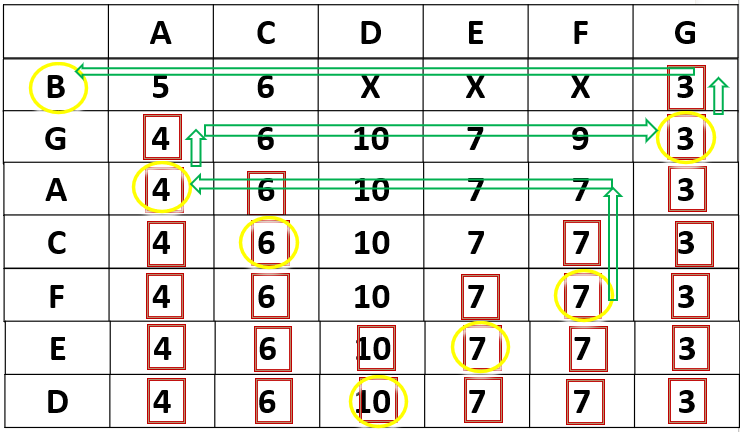 A C D E F G
B 5 6 X X X 3
G 4 6 10 7 9 3
A 4 6 10 7 7 3
C 4 6 10 7 7 3
F 4 6 10 7 7 3
E 4 6 10 7 7 3
D 4 6 10 7 7 3